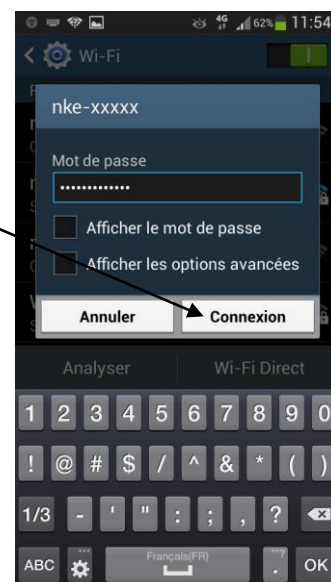 4G 62% 11:54
Wi-Fi
nke-xxxxx
Mot de passe
•••••••••••••
Afficher le mot de passe
Afficher les options avancées
Annuler Connexion
Analyser Wi-Fi Direct
1 2 3 4 5 6 7 8 9 0
! @ # $ / ^ & * ( )
1/3 - ' " : ; , ?
ABC Français(FR) . OK